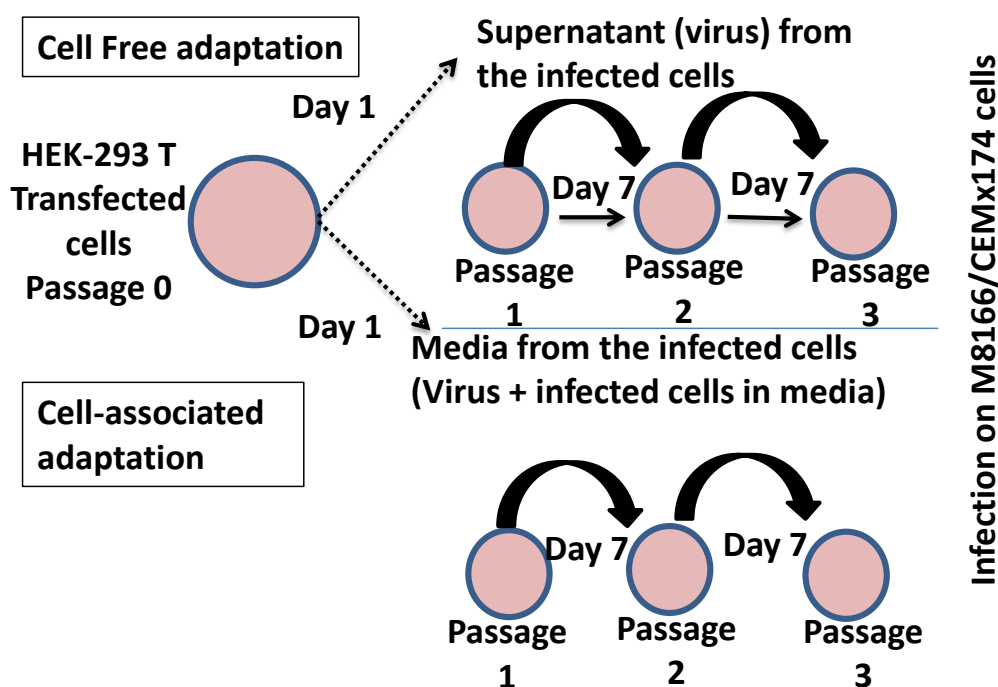 Cell Free adaptation
Day 1
HEK-293 T
Transfected
cells
Passage 0
Supernatant (virus) from
the infected cells
Day 7
Day 7
Passage
1
Passage
2
Passage
3
Day 1
Media from the infected cells
(Virus + infected cells in media)
Cell-associated
adaptation
Day 7
Day 7
Passage
1
Passage
2
Passage
3
Infection on M8166/CEMx174 cells